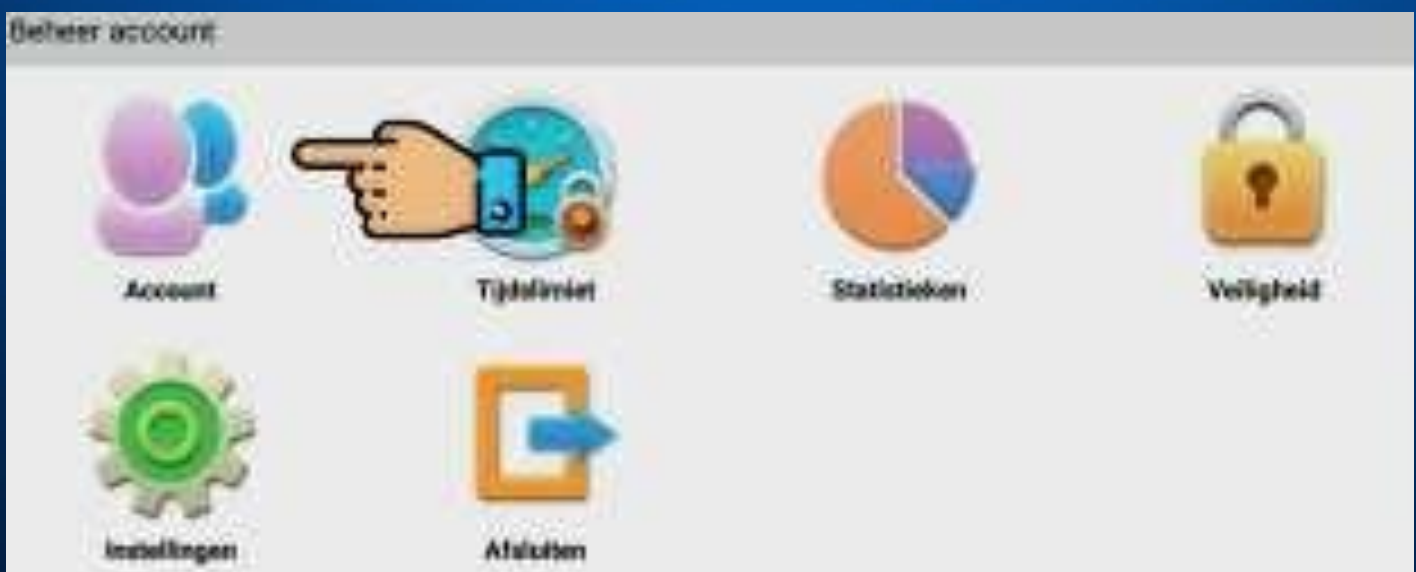 Beheer account
Account Tijdslimiet Statistieken Veiligheid
Instellingen Afsluiten